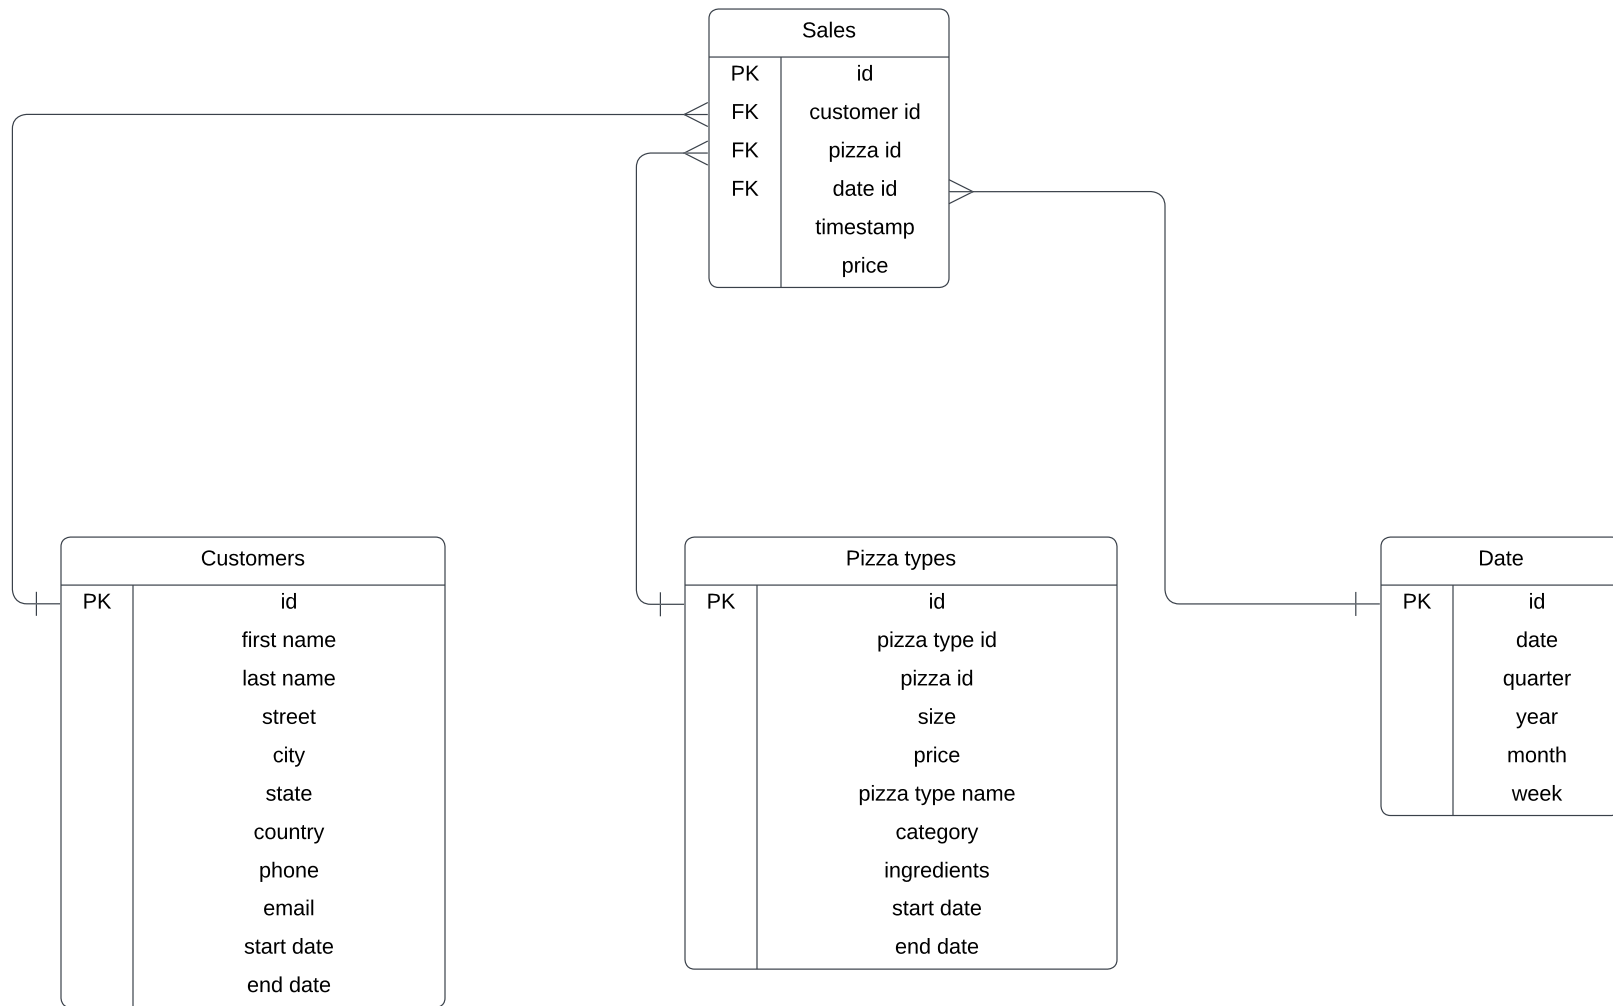 Sales
PK id
FK customer id
FK pizza id
FK date id
timestamp
price
Customers
PK id
first name
last name
street
city
state
country
phone
email
start date
end date
Pizza types
PK id
pizza type id
pizza id
size
price
pizza type name
category
ingredients
start date
end date
Date
PK id
date
quarter
year
month
week